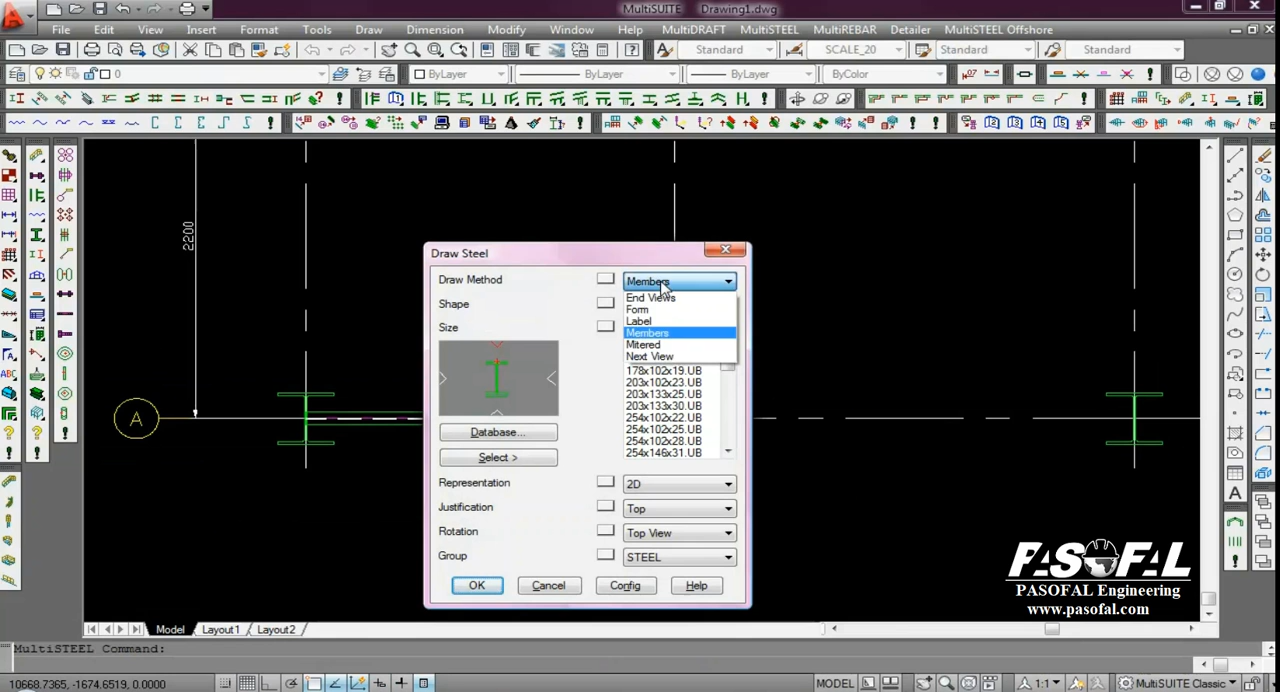 MultiSUITE Drawing1.dwg
File Edit View Insert Format Tools Draw Dimension Modify Window Help MultiDRAFT MultiSTEEL MultiREBAR Detailer MultiSTEEL Offshore
Standard SCALE_20 Standard Standard
0 ByLayer ByLayer ByLayer ByColor
2200
A
Draw Steel
Draw Method Members
End Views
Form
Label
Members
Mitered
Next View
Shape
Size
178x102x19.UB
203x102x23.UB
203x133x25.UB
203x133x30.UB
254x102x22.UB
254x102x25.UB
254x102x28.UB
254x146x31.UB
Database...
Select >
Representation 2D
Justification Top
Rotation Top View
Group STEEL
OK Cancel Config Help
PASOFAL
PASOFAL Engineering
www.pasofal.com
ABC
A
Model Layout1 Layout2
MultiSTEEL Command:
10668.7365, -1674.6519, 0.0000 MODEL 1:1 MultiSUITE Classic